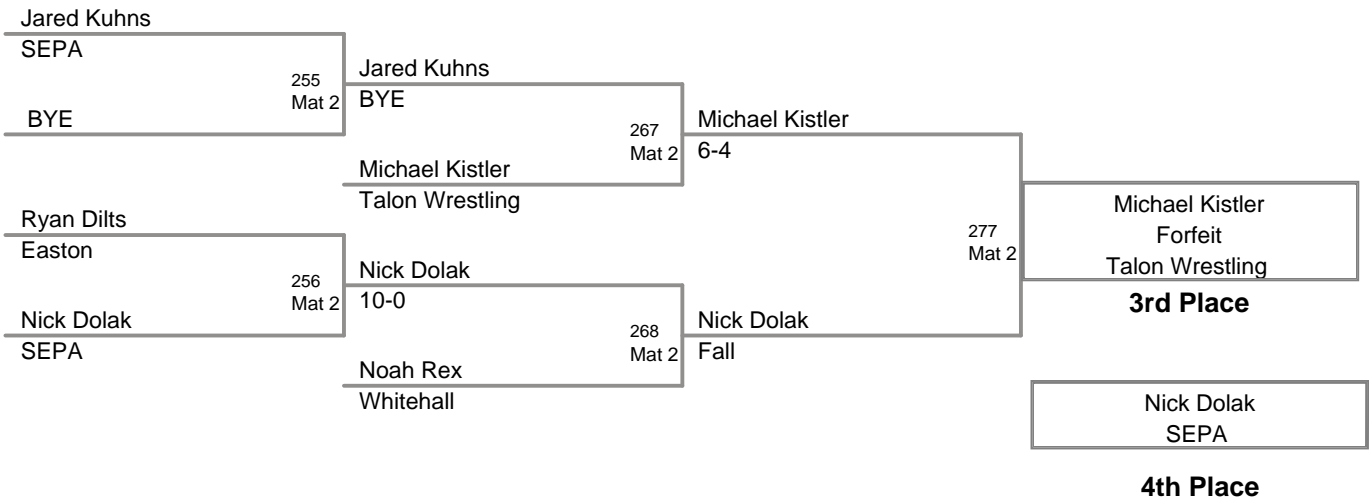 Jared Kuhns
SEPA
255
Mat 2
BYE
Jared Kuhns
BYE
267
Mat 2
Michael Kistler
Talon Wrestling
Michael Kistler
6-4
Ryan Dilts
Easton
256
Mat 2
Nick Dolak
SEPA
Nick Dolak
10-0
268
Mat 2
Noah Rex
Whitehall
Nick Dolak
Fall
277
Mat 2
Michael Kistler
Forfeit
Talon Wrestling
3rd Place
Nick Dolak
SEPA
4th Place